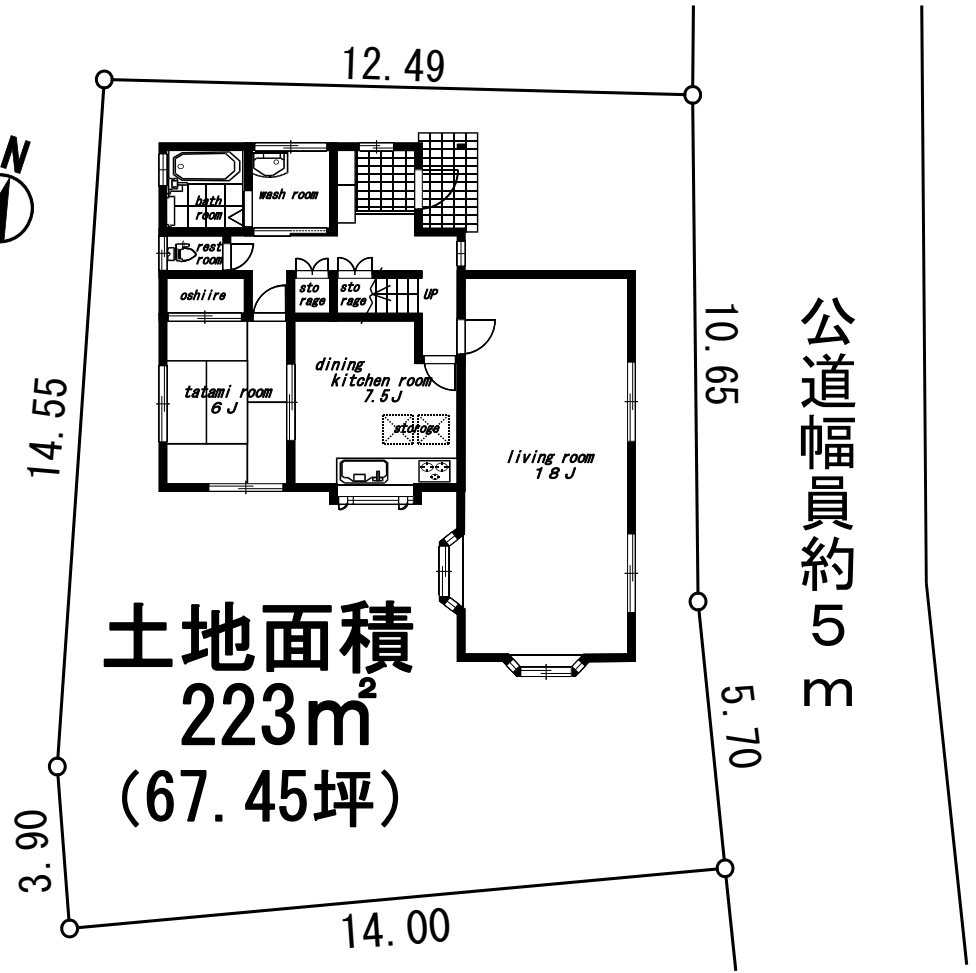 12.49
N
bath
room
wash room
rest
room
oshiire
sto
rage
sto
rage
UP
10.65
公道幅員約5m
dining
kitchen room
7.5J
tatami room
6J
storoge
living room
18J
14.55
土地面積
223㎡
(67.45坪)
5.70
3.90
14.00